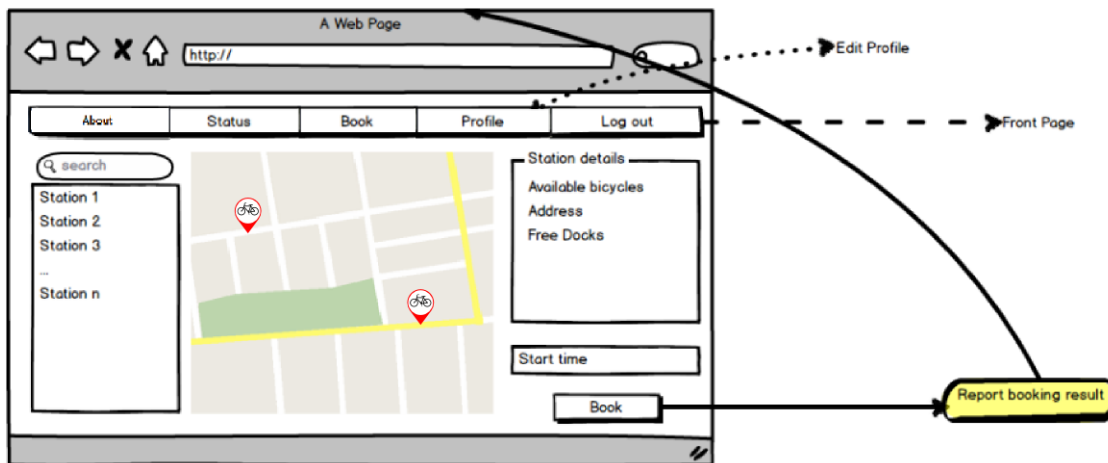 A Web Page
http://
Edit Profile
About
Status
Book
Profile
Log out
Front Page
search
Station 1
Station 2
Station 3
...
Station n
Station details
Available bicycles
Address
Free Docks
Start time
Book
Report booking result